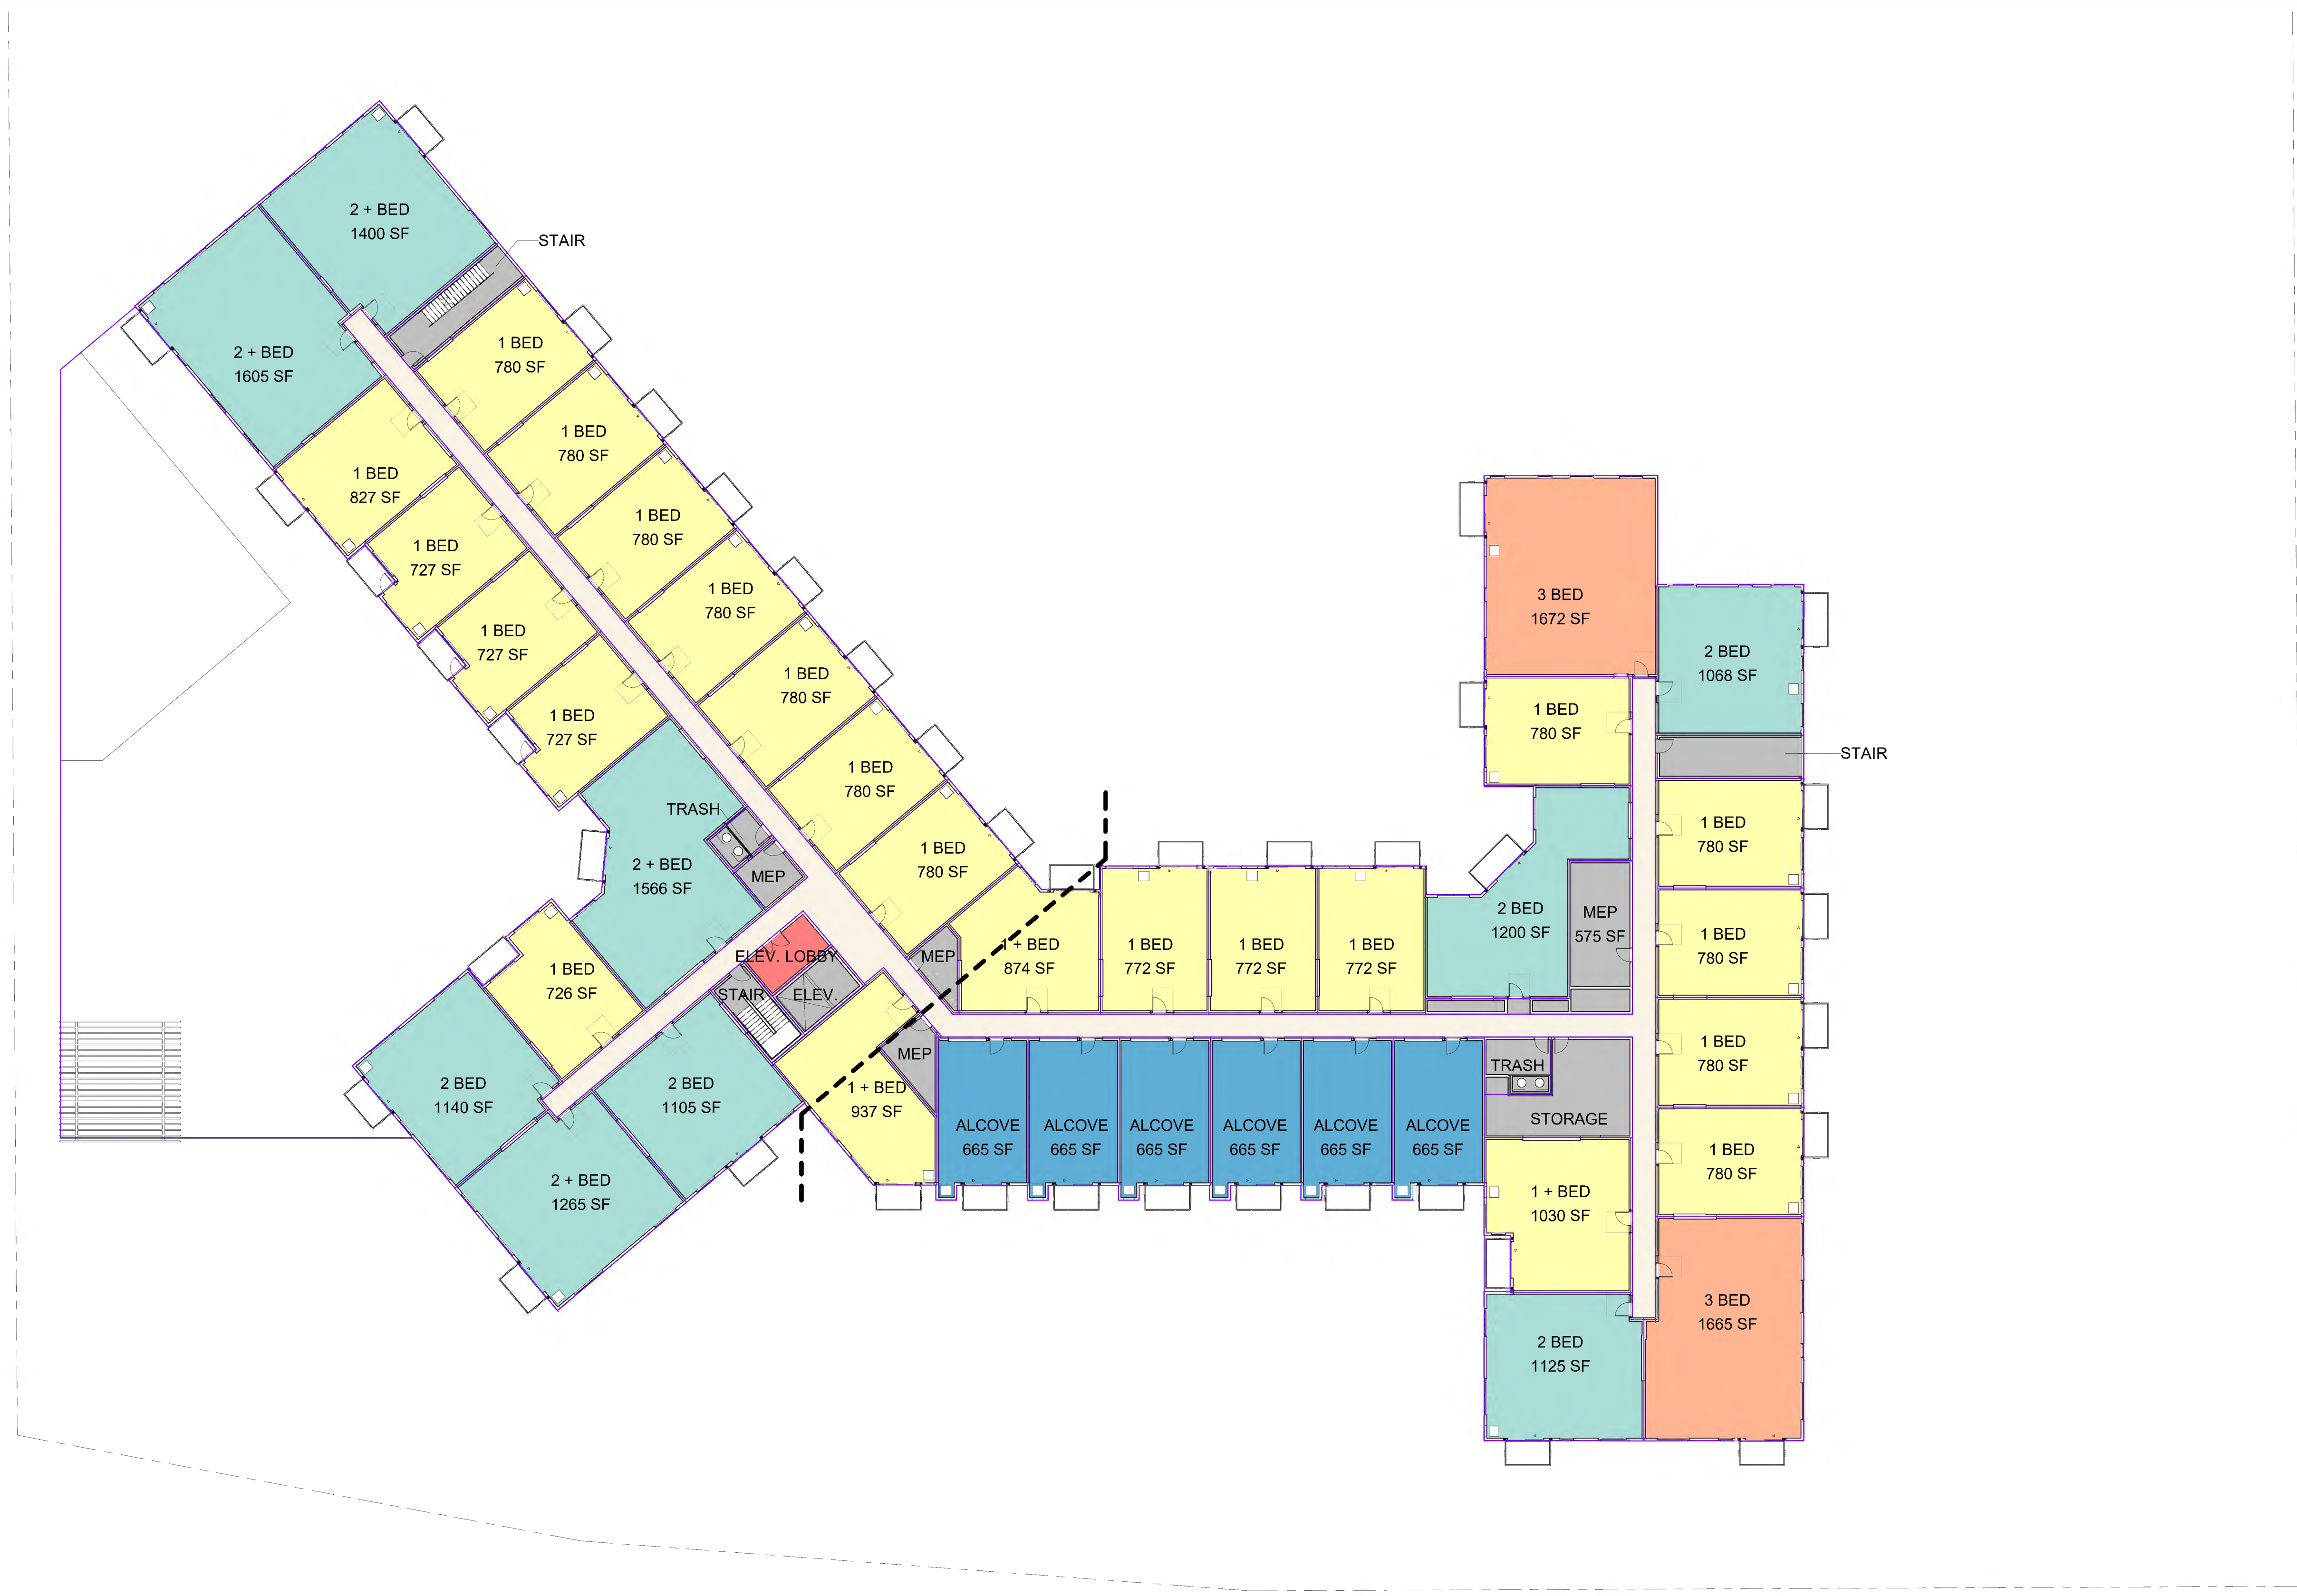 2 + BED
1400 SF
STAIR
2 + BED
1605 SF
1 BED
780 SF
1 BED
780 SF
1 BED
827 SF
1 BED
780 SF
1 BED
727 SF
1 BED
780 SF
1 BED
727 SF
1 BED
780 SF
1 BED
727 SF
1 BED
780 SF
TRASH
2 + BED
1566 SF
MEP
1 BED
780 SF
3 BED
1672 SF
2 BED
1068 SF
1 BED
780 SF
STAIR
1 BED
780 SF
1 BED
726 SF
ELEV. LOBBY
STAIR
ELEV.
MEP
1 + BED
874 SF
1 BED
772 SF
1 BED
772 SF
1 BED
772 SF
2 BED
1200 SF
MEP
575 SF
1 BED
780 SF
2 BED
1140 SF
2 BED
1105 SF
MEP
1 + BED
937 SF
TRASH
STORAGE
1 BED
780 SF
ALCOVE
665 SF
ALCOVE
665 SF
ALCOVE
665 SF
ALCOVE
665 SF
ALCOVE
665 SF
ALCOVE
665 SF
1 BED
780 SF
2 + BED
1265 SF
1 + BED
1030 SF
3 BED
1665 SF
2 BED
1125 SF